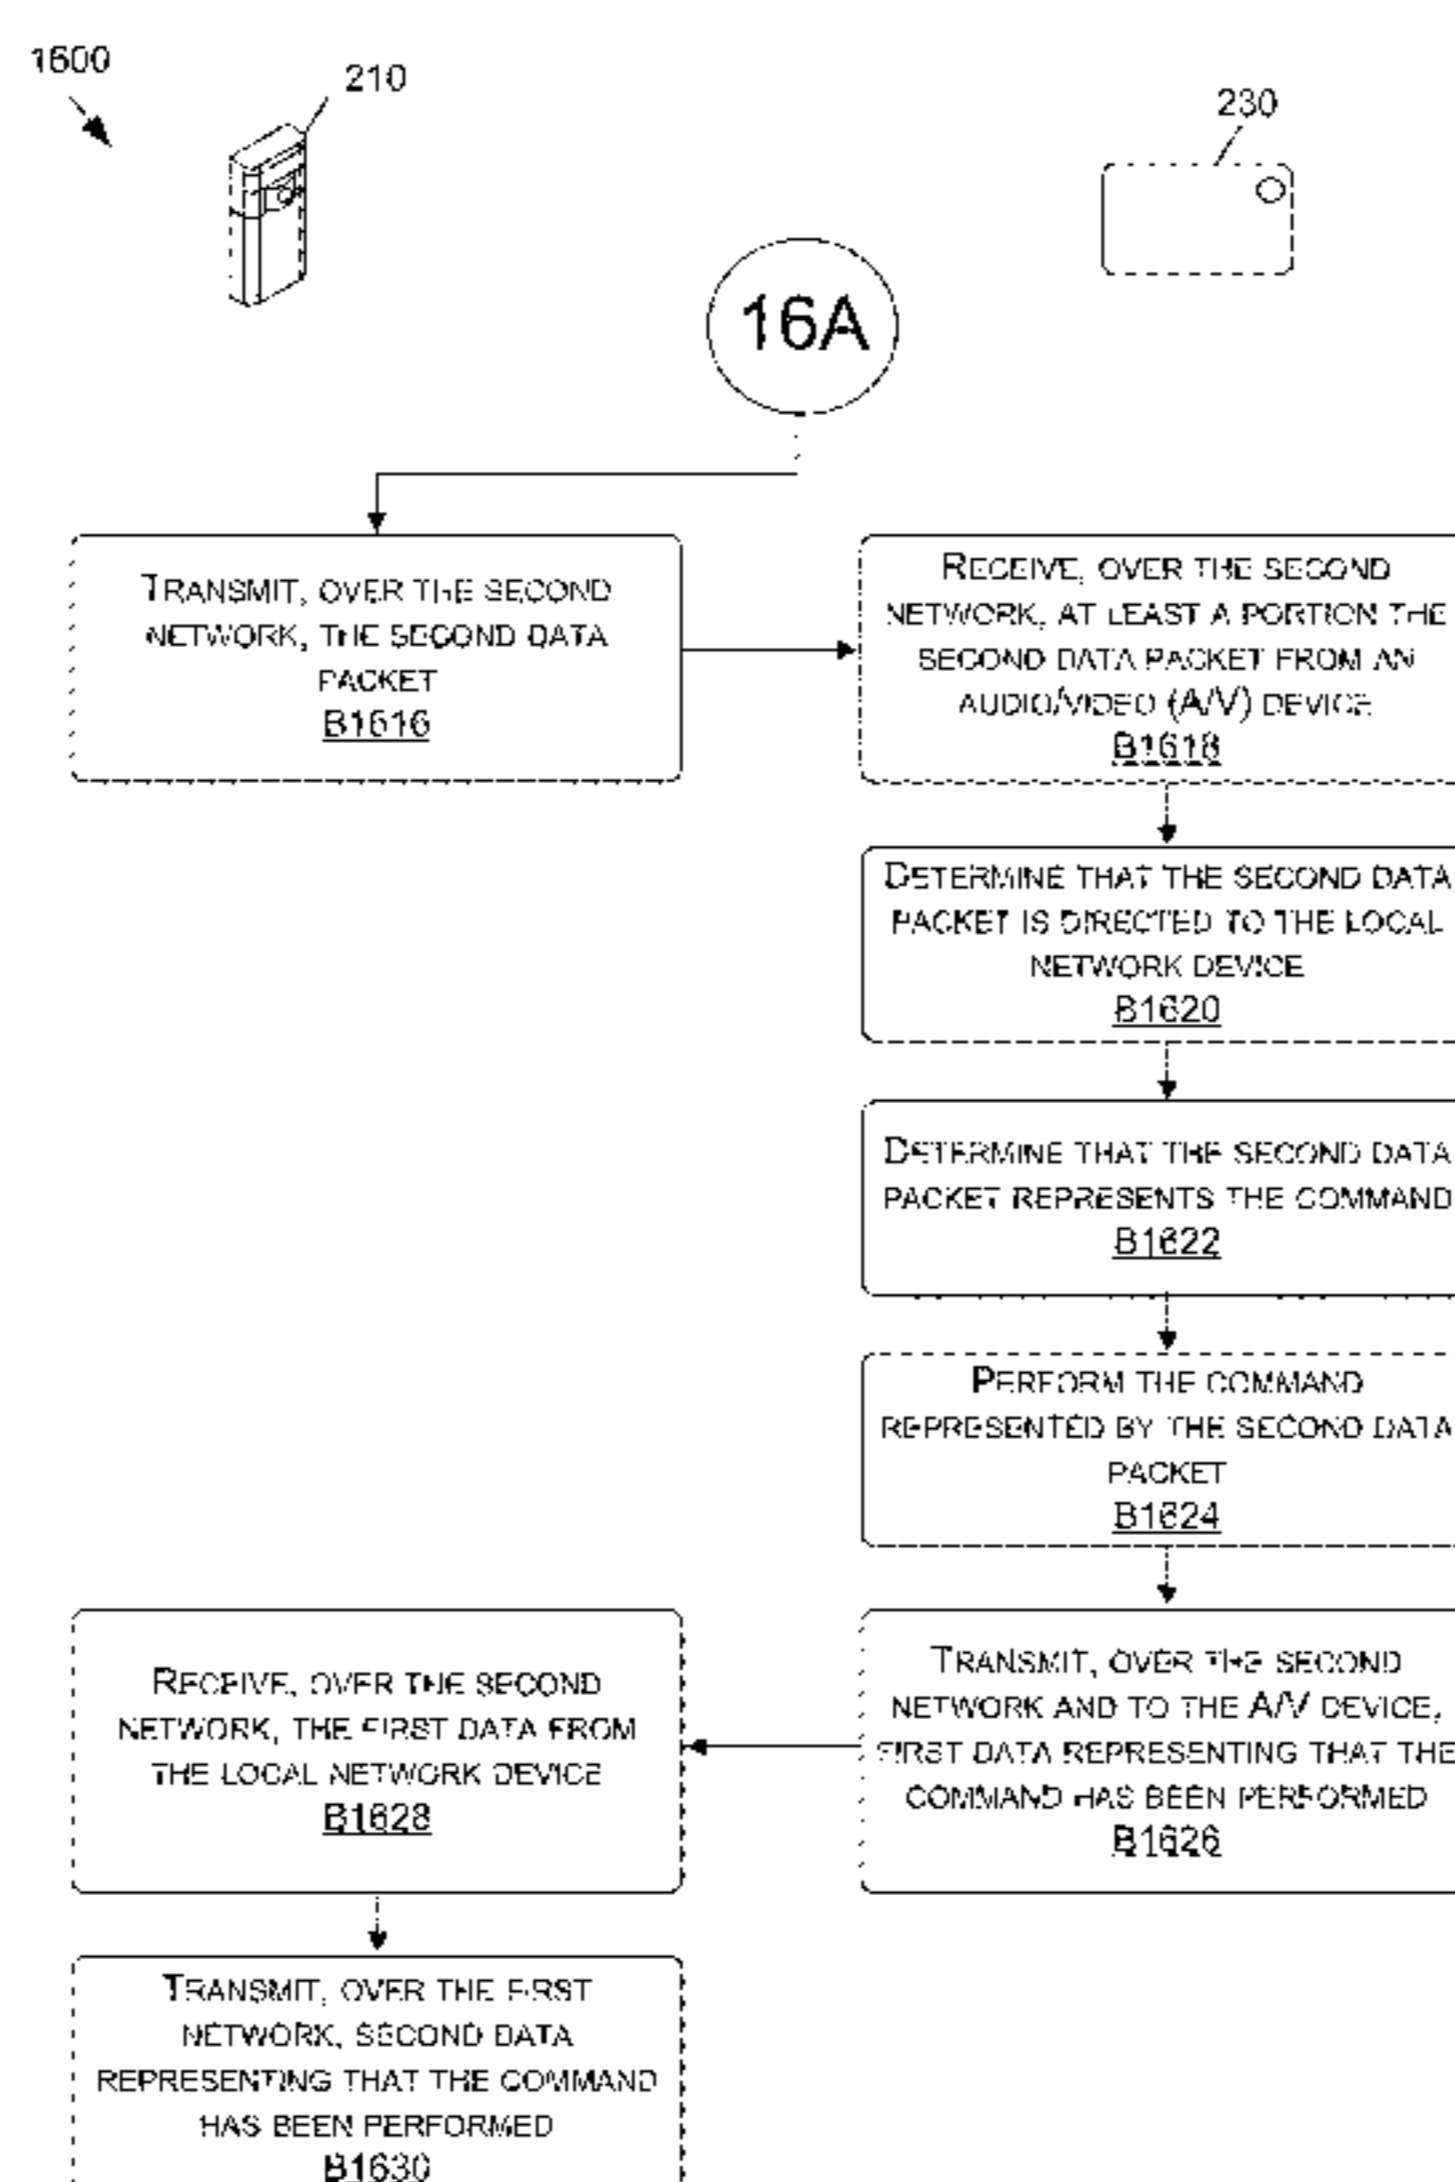 1600
210
230
16A
TRANSMIT, OVER THE SECOND
NETWORK, THE SECOND DATA
PACKET
B1616
RECEIVE, OVER THE SECOND
NETWORK, AT LEAST A PORTION THE
SECOND DATA PACKET FROM AN
AUDIO/VIDEO (A/V) DEVICE
B1618
DETERMINE THAT THE SECOND DATA
PACKET IS DIRECTED TO THE LOCAL
NETWORK DEVICE
B1620
DETERMINE THAT THE SECOND DATA
PACKET REPRESENTS THE COMMAND
B1622
PERFORM THE COMMAND
REPRESENTED BY THE SECOND DATA
PACKET
B1624
TRANSMIT, OVER THE SECOND
NETWORK AND TO THE A/V DEVICE,
FIRST DATA REPRESENTING THAT THE
COMMAND HAS BEEN PERFORMED
B1626
RECEIVE, OVER THE SECOND
NETWORK, THE FIRST DATA FROM
THE LOCAL NETWORK DEVICE
B1628
TRANSMIT, OVER THE FIRST
NETWORK, SECOND DATA
REPRESENTING THAT THE COMMAND
HAS BEEN PERFORMED
B1630